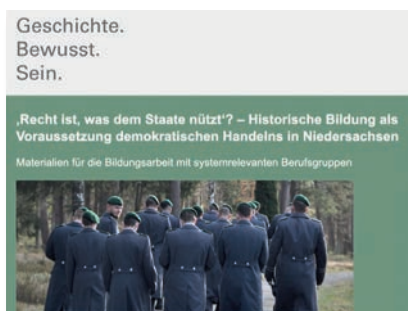 Geschichte.
Bewusst.
Sein.
‚Recht ist, was dem Staate nützt‘? – Historische Bildung als
Voraussetzung demokratischen Handelns in Niedersachsen
Materialien für die Bildungsarbeit mit systemrelevanten Berufsgruppen